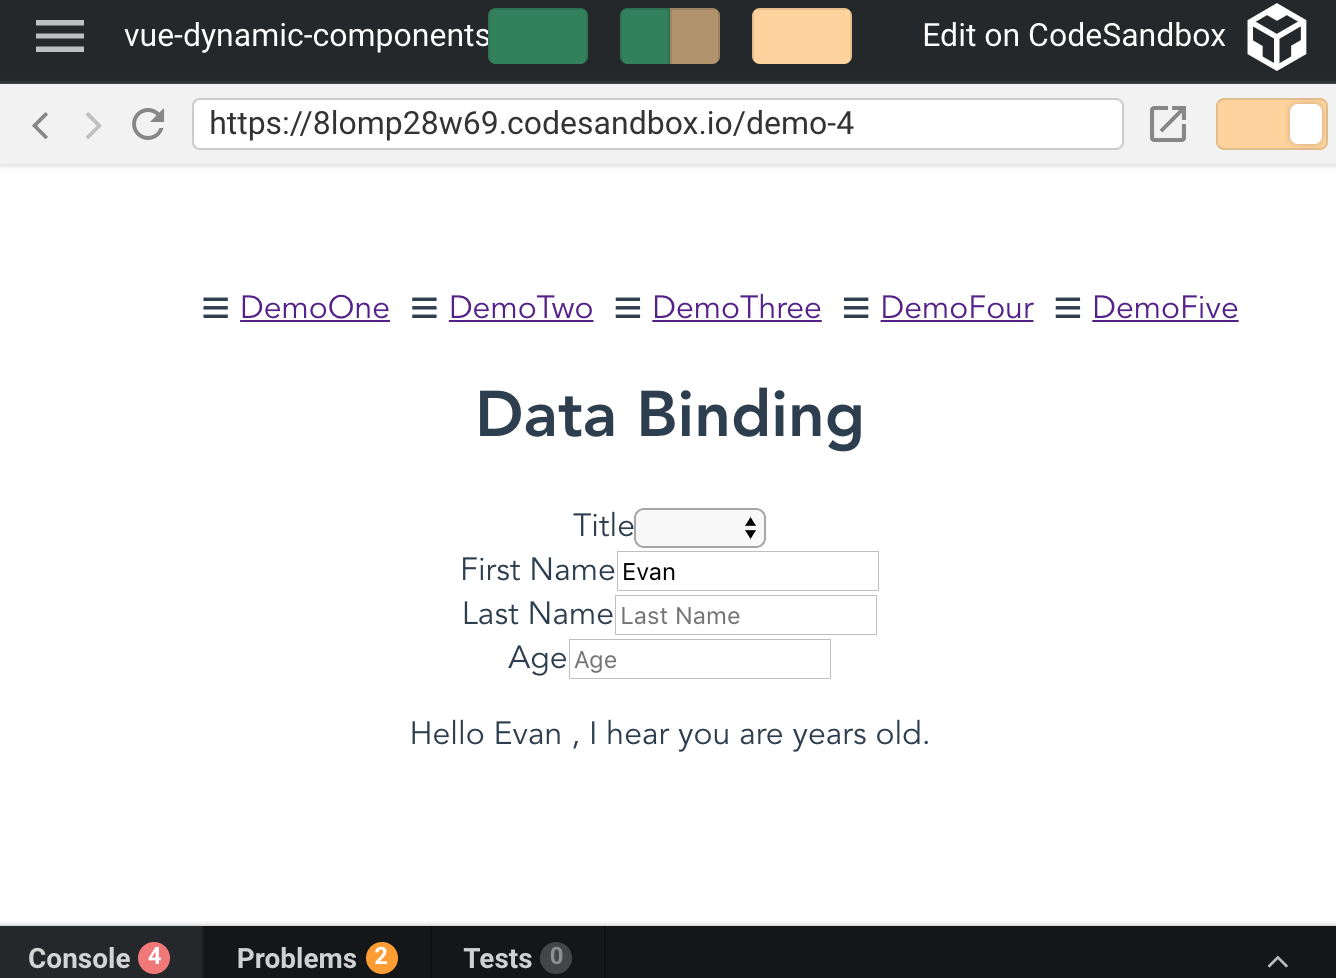 vue-dynamic-components Edit on CodeSandbox
https://8lomp28w69.codesandbox.io/demo-4
DemoOne DemoTwo DemoThree DemoFour DemoFive
Data Binding
Title
First Name Evan
Last Name Last Name
Age Age
Hello Evan , I hear you are years old.
Console 4 Problems 2 Tests 0